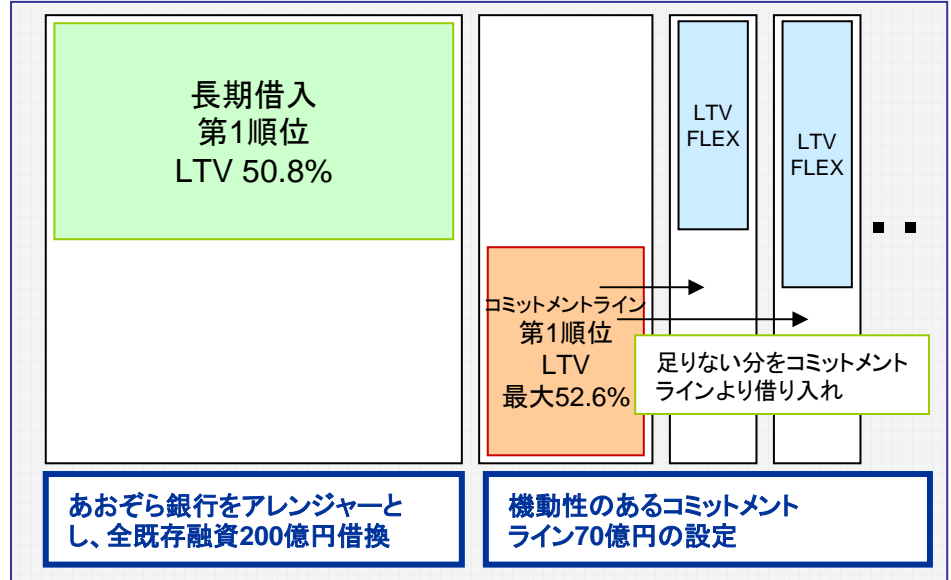 長期借入
第1順位
LTV 50.8%
コミットメントライン
第1順位
LTV
最大52.6%
LTV
FLEX
LTV
FLEX
足りない分をコミットメント
ラインより借り入れ
あおぞら銀行をアレンジャーと
し、全既存融資200億円借換
機動性のあるコミットメント
ライン70億円の設定